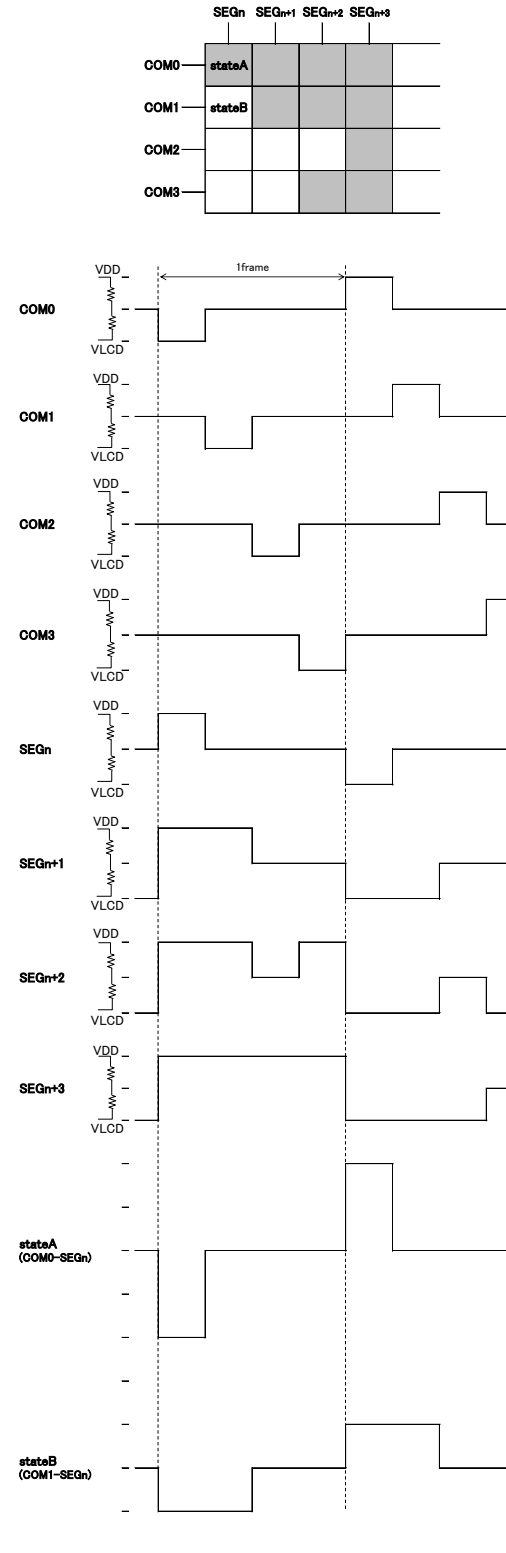 SEGn SEGn+1 SEGn+2 SEGn+3
COM0 stateA
COM1 stateB
COM2
COM3
VDD
1frame
COM0
VLCD
VDD
COM1
VLCD
VDD
COM2
VLCD
VDD
COM3
VLCD
VDD
SEGn
VLCD
VDD
SEGn+1
VLCD
VDD
SEGn+2
VLCD
VDD
SEGn+3
VLCD
stateA
(COM0-SEGn)
stateB
(COM1-SEGn)